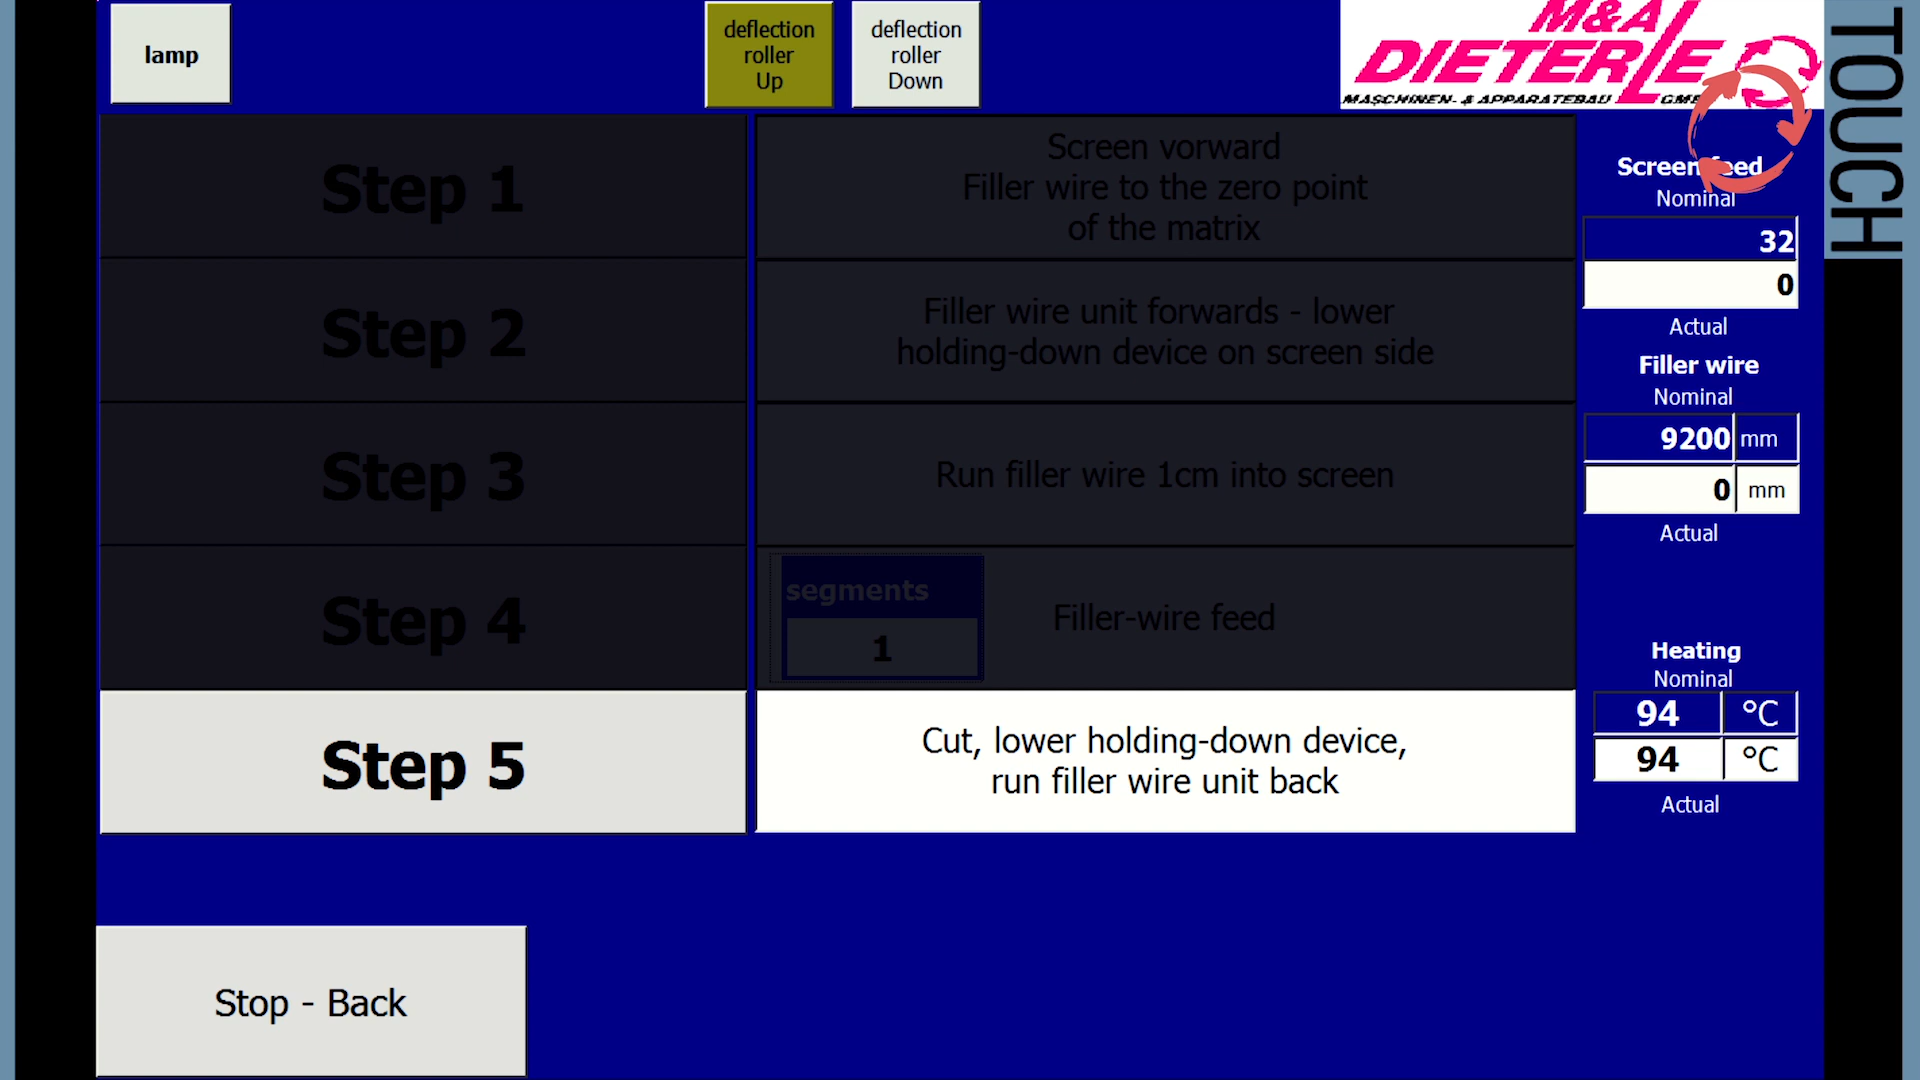 lamp
deflection
roller
Up
deflection
roller
Down
M&A
DIETERLE
MASCHINEN- & APPARATEBAU GMB
TOUCH
Step 1
Screen vorward
Filler wire to the zero point
of the matrix
Step 2
Filler wire unit forwards - lower
holding-down device on screen side
Step 3
Run filler wire 1cm into screen
Step 4
segments
1
Filler-wire feed
Step 5
Cut, lower holding-down device,
run filler wire unit back
Screen feed
Nominal
32
0
Actual
Filler wire
Nominal
9200 mm
0 mm
Actual
Heating
Nominal
94 °C
94 °C
Actual
Stop - Back